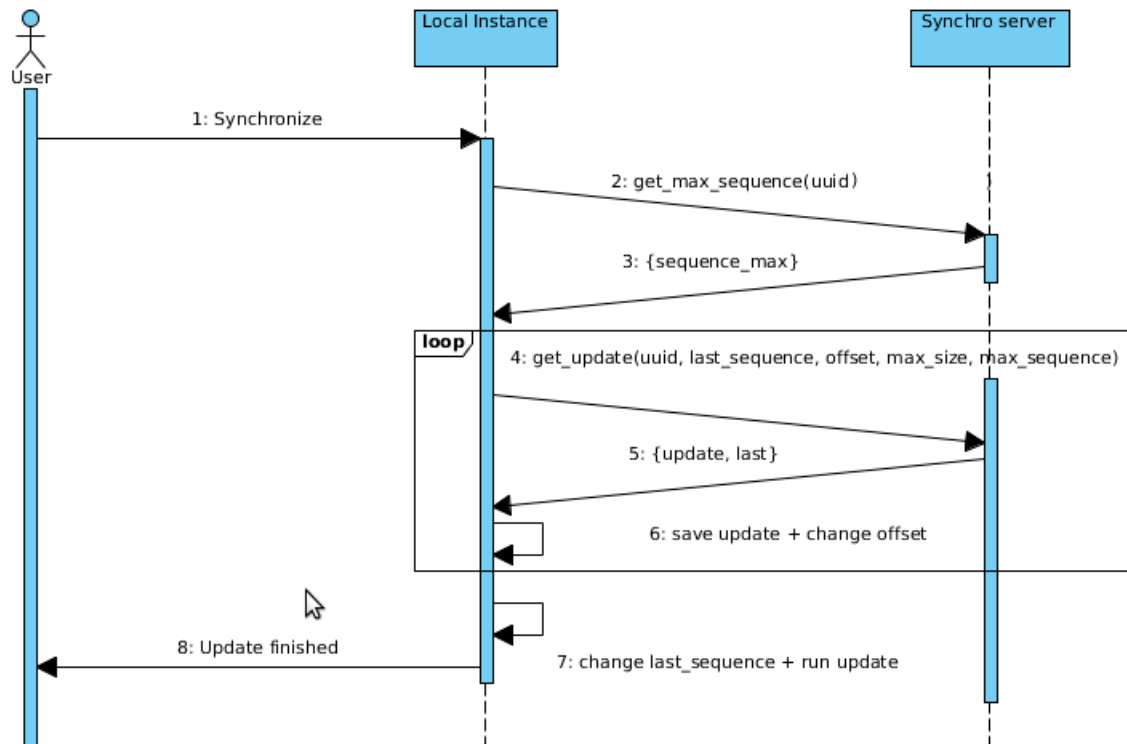 User
Local Instance
Synchro server
1: Synchronize
2: get_max_sequence(uuid)
3: {sequence_max}
loop
4: get_update(uuid, last_sequence, offset, max_size, max_sequence)
5: {update, last}
6: save update + change offset
8: Update finished
7: change last_sequence + run update